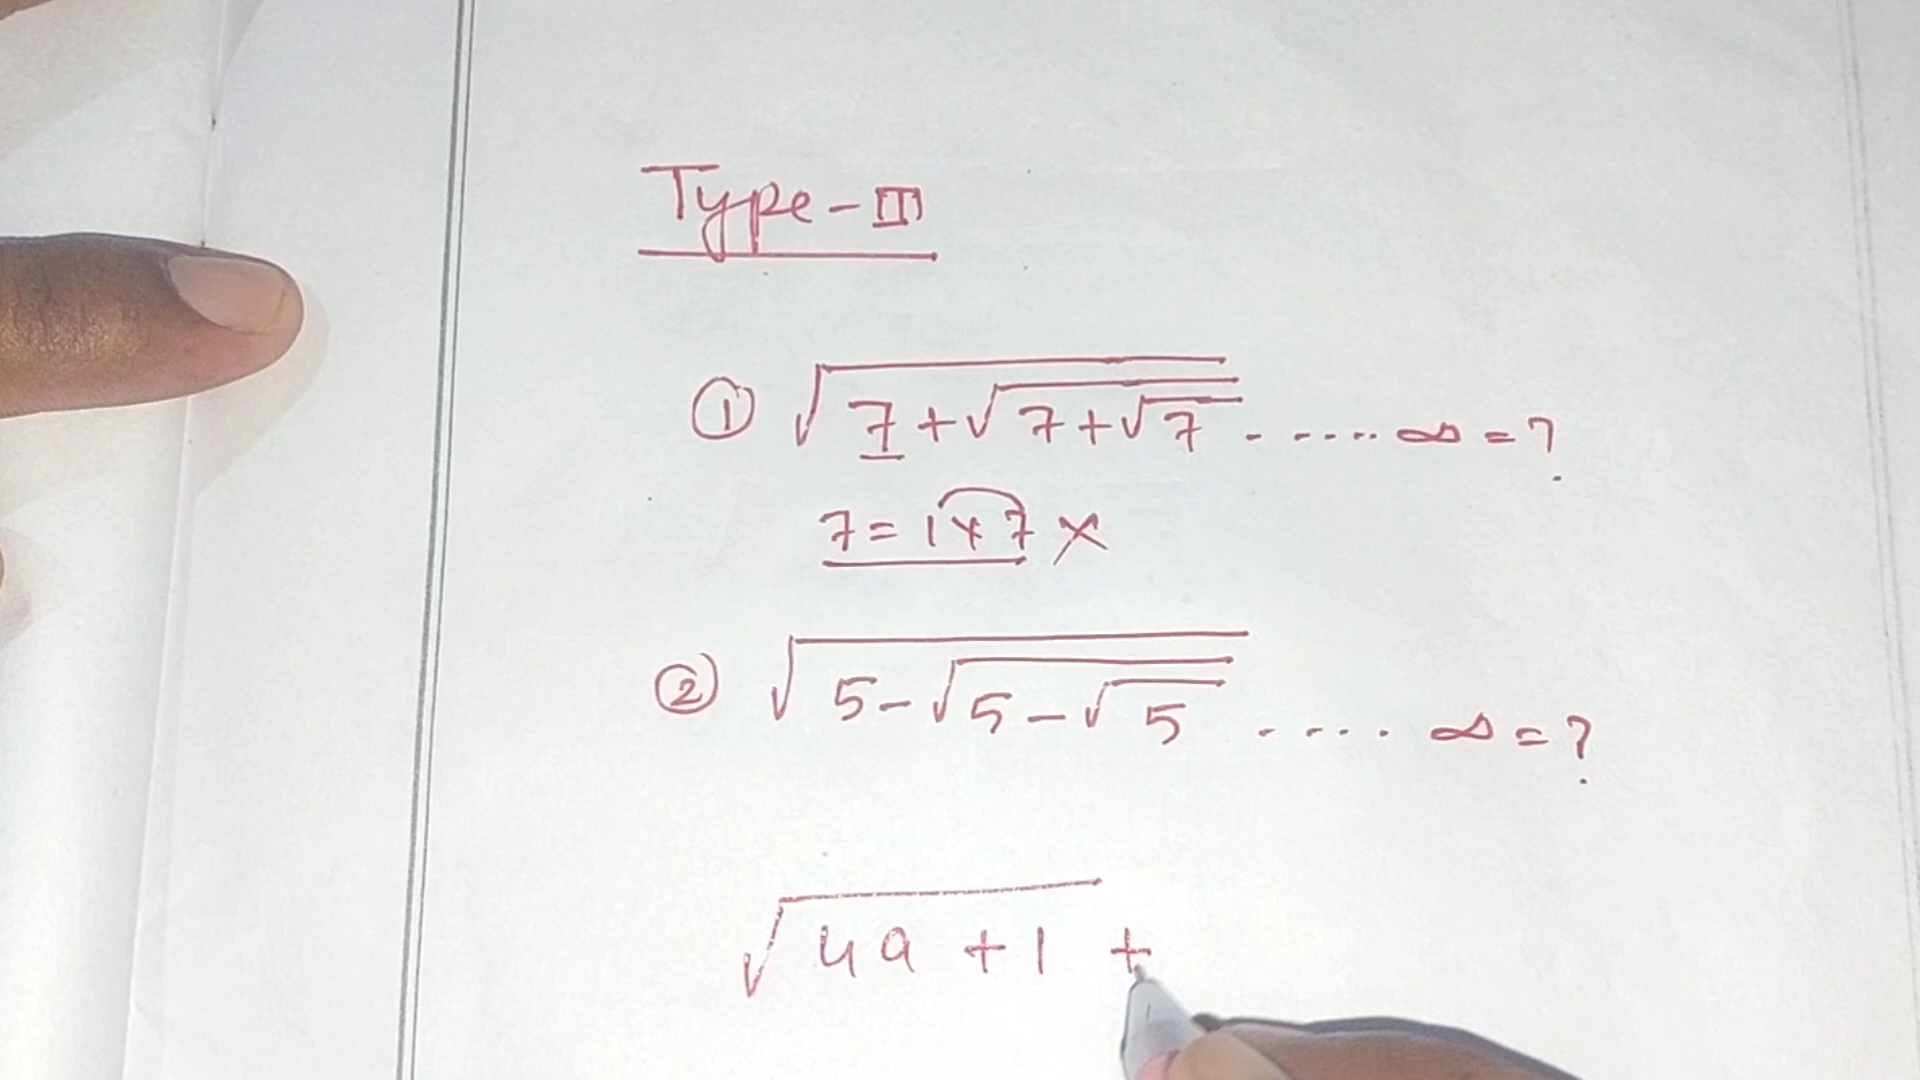 Type-III
① √7+√7+√7 - ..... ∞ = ?
7 = 1×7 ×
② √5-√5-√5 ..... ∞ = ?
√4a+1 +